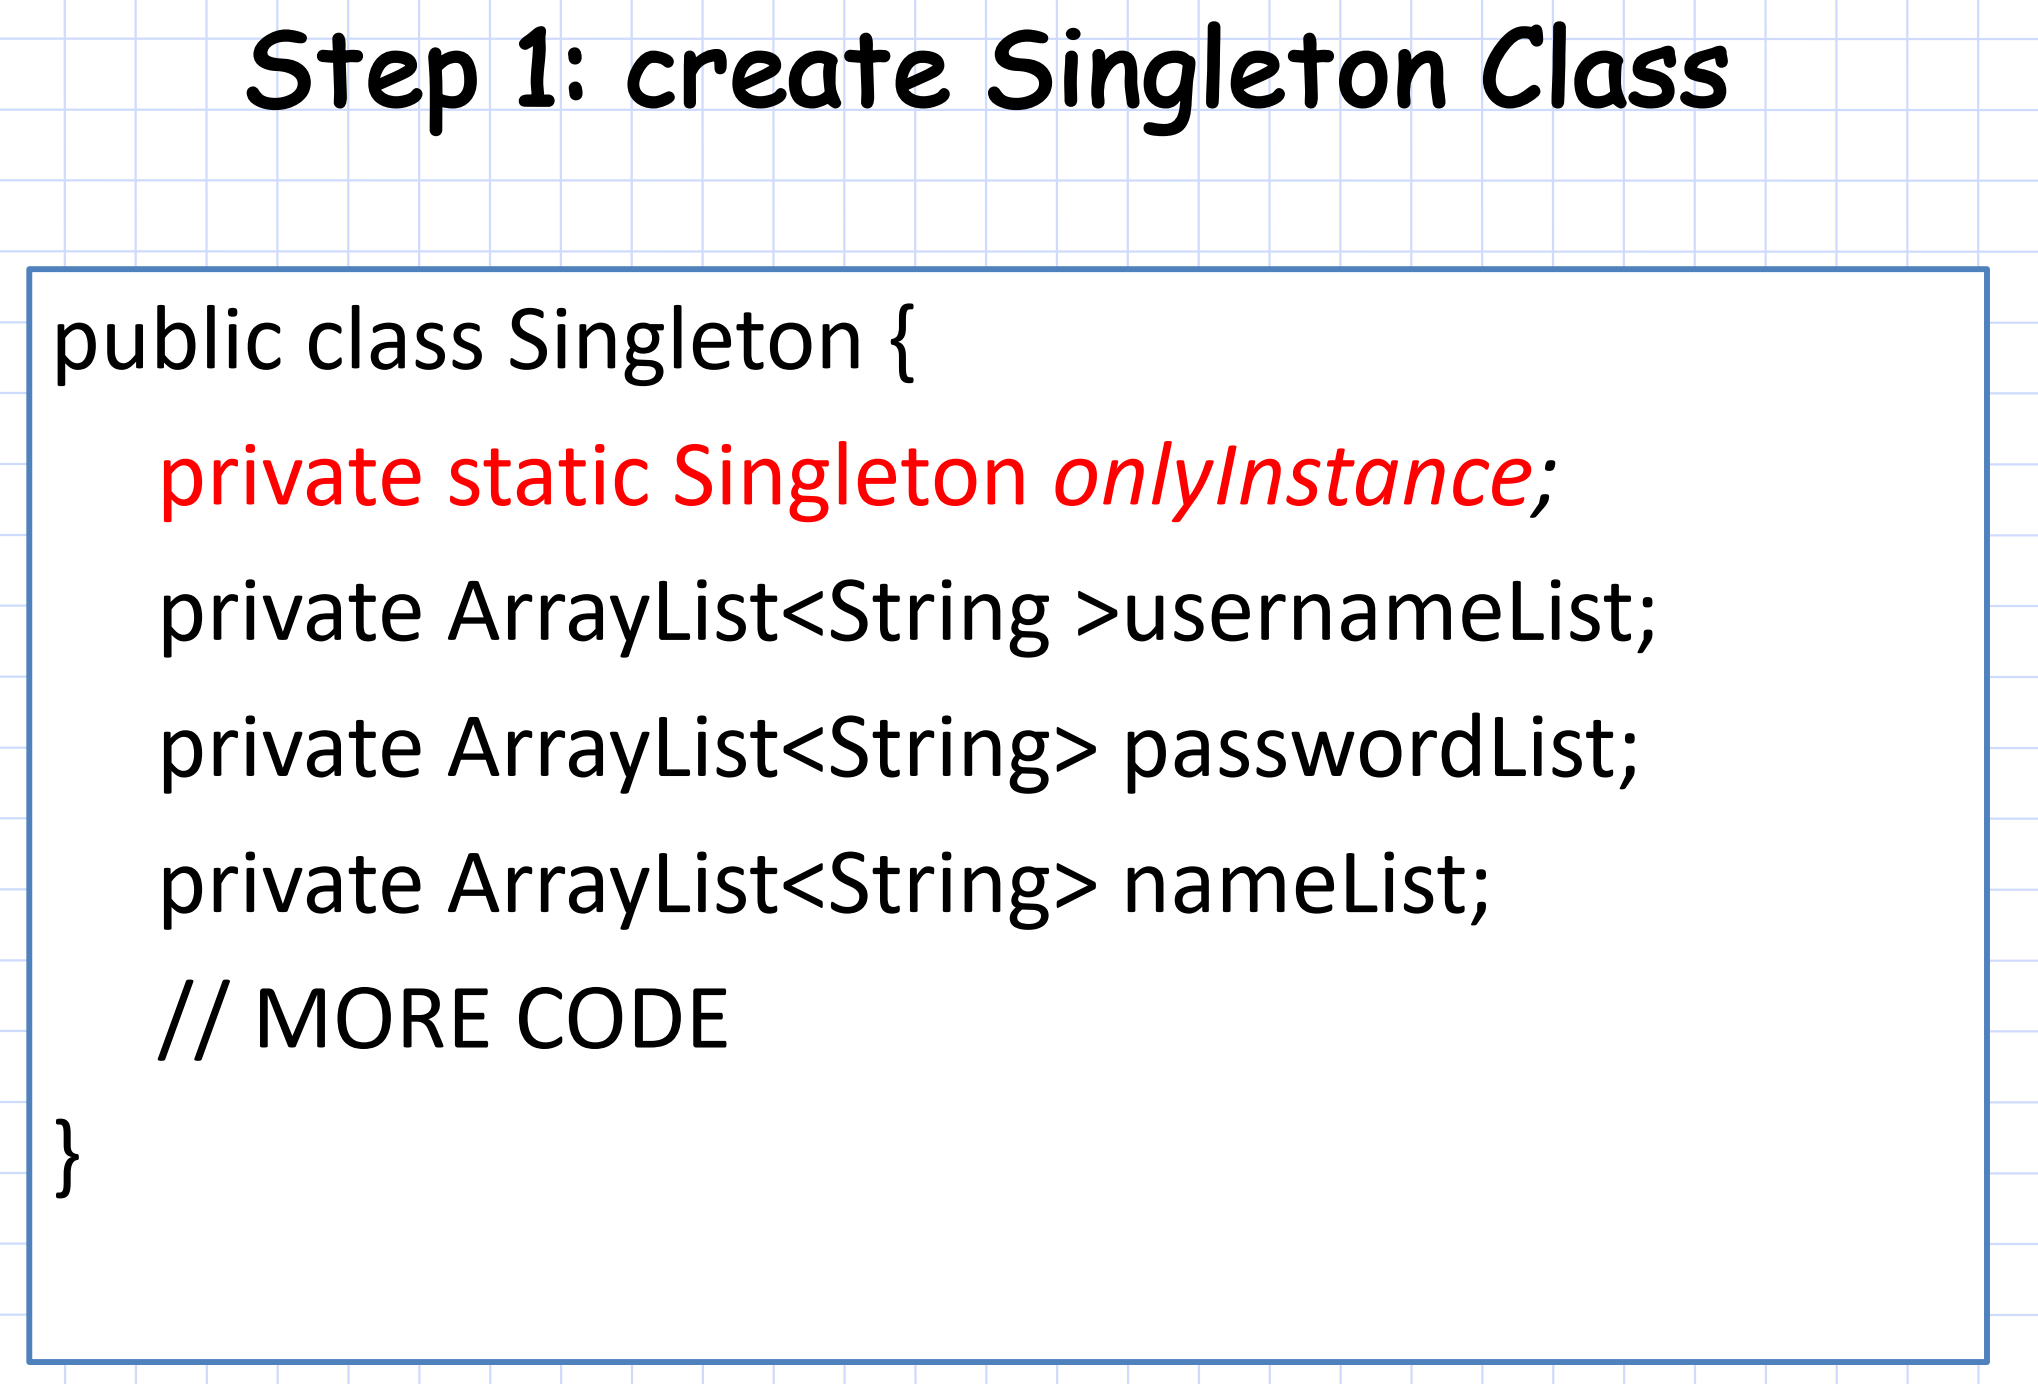 Step 1: create Singleton Class
public class Singleton {
private static Singleton onlyInstance;
private ArrayList<String >usernameList;
private ArrayList<String> passwordList;
private ArrayList<String> nameList;
// MORE CODE
}